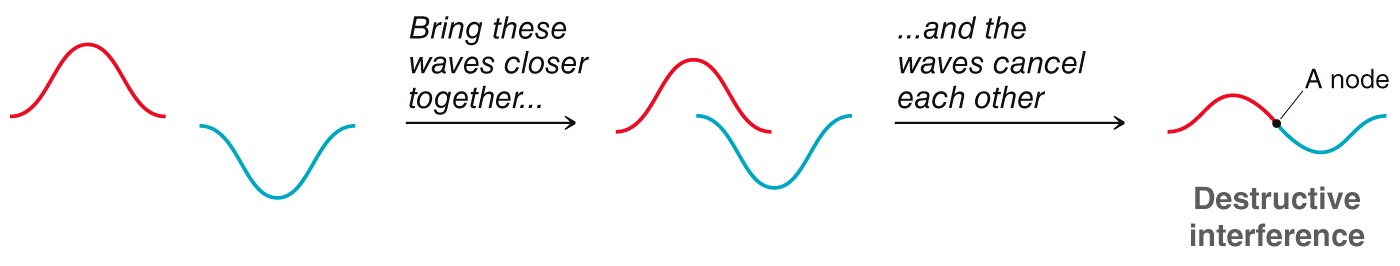 Bring these
waves closer
together...
...and the
waves cancel
each other
A node
Destructive
interference